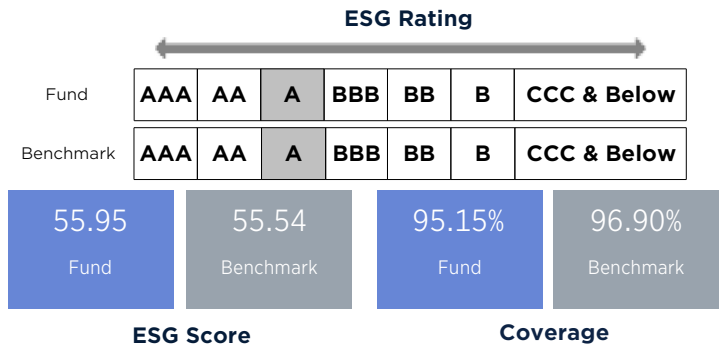 ESG Rating
Fund AAA AA A BBB BB B CCC & Below
Benchmark AAA AA A BBB BB B CCC & Below
55.95 55.54 95.15% 96.90%
Fund Benchmark Fund Benchmark
ESG Score Coverage